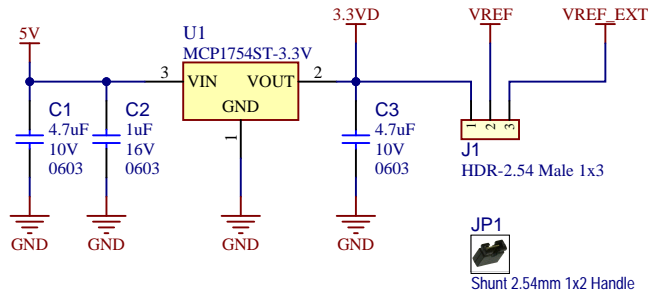 5V
U1
MCP1754ST-3.3V
3.3VD
VREF
VREF_EXT
3
VIN
VOUT
2
GND
1
C1
4.7uF
10V
0603
C2
1uF
16V
0603
C3
4.7uF
10V
0603
1
2
3
J1
HDR-2.54 Male 1x3
GND
GND
GND
GND
JP1
Shunt 2.54mm 1x2 Handle